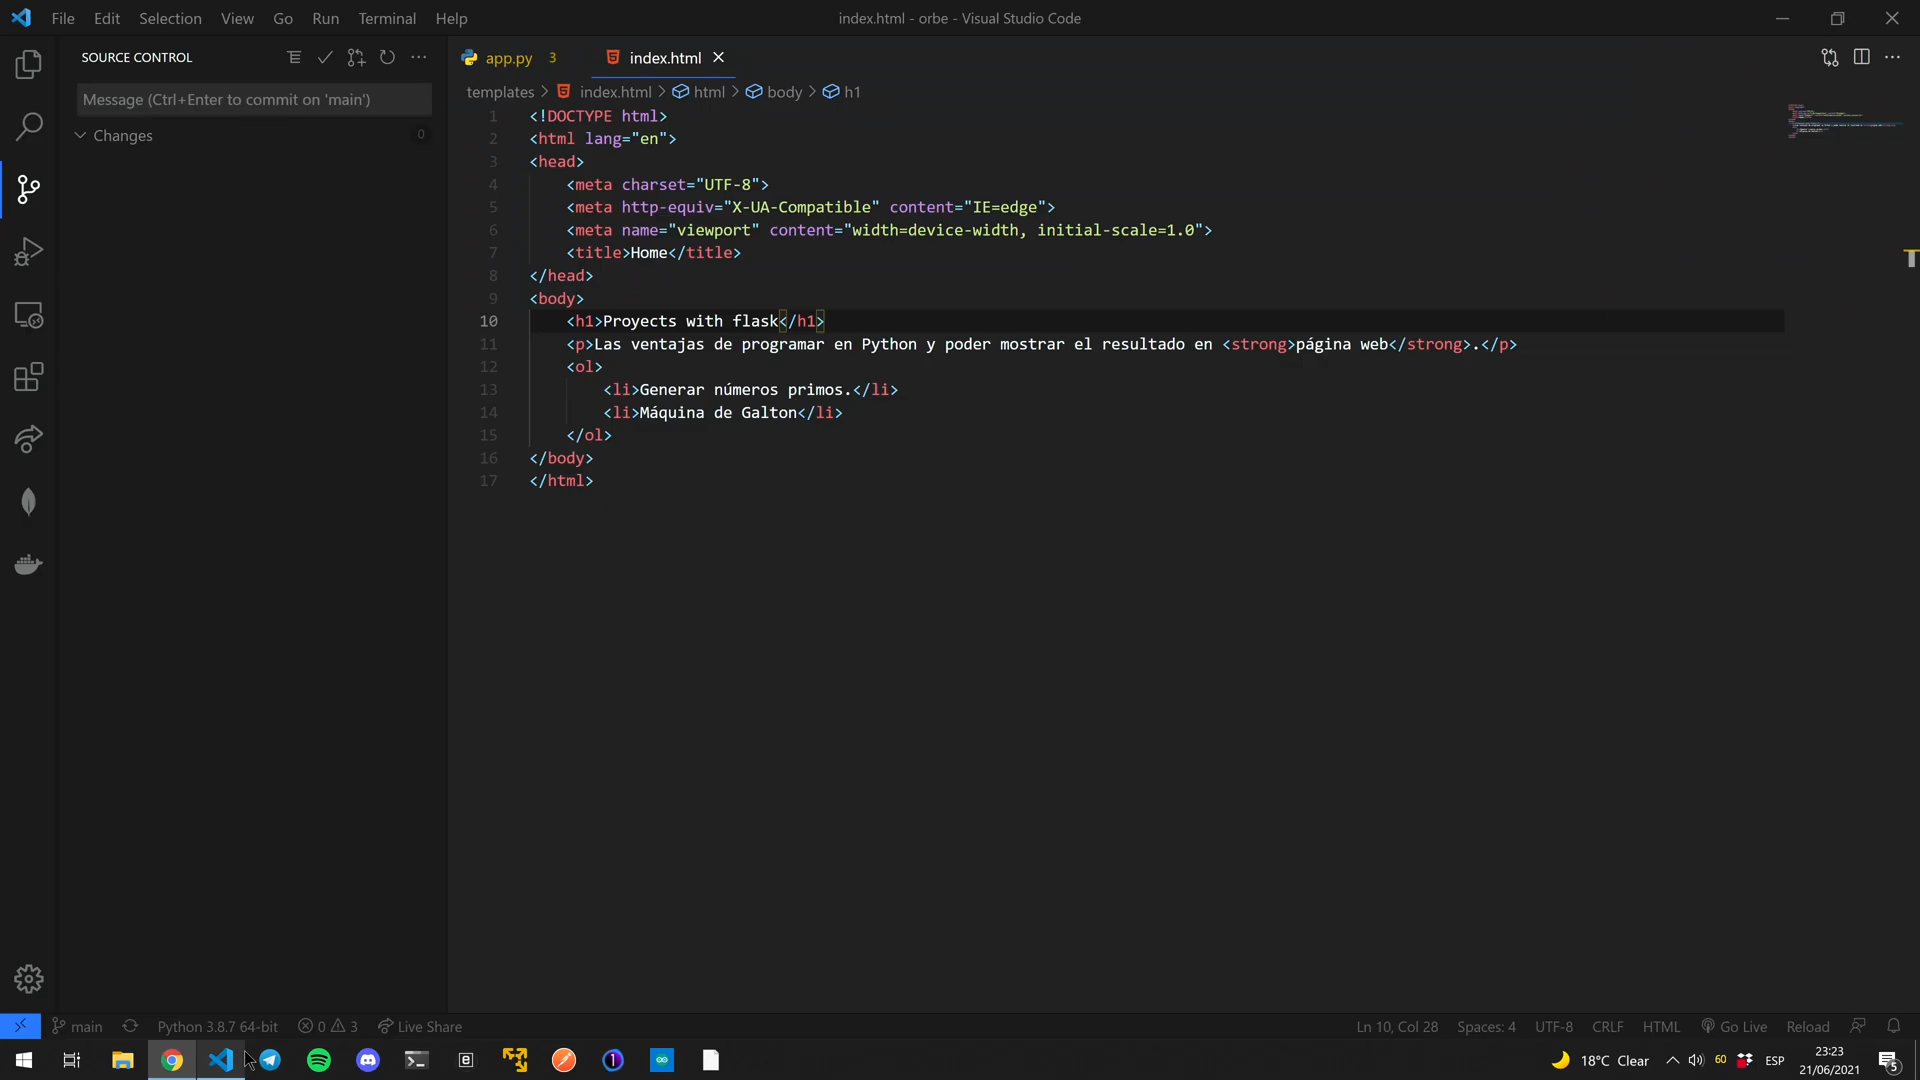 File Edit Selection View Go Run Terminal Help
index.html - orbe - Visual Studio Code
SOURCE CONTROL
Message (Ctrl+Enter to commit on 'main')
Changes 0
app.py 3 index.html
templates > index.html > html > body > h1
1 <!DOCTYPE html>
2 <html lang="en">
3 <head>
4 <meta charset="UTF-8">
5 <meta http-equiv="X-UA-Compatible" content="IE=edge">
6 <meta name="viewport" content="width=device-width, initial-scale=1.0">
7 <title>Home</title>
8 </head>
9 <body>
10 <h1>Proyects with flask</h1>
11 <p>Las ventajas de programar en Python y poder mostrar el resultado en <strong>página web</strong>.</p>
12 <ol>
13 <li>Generar números primos.</li>
14 <li>Máquina de Galton</li>
15 </ol>
16 </body>
17 </html>
main Python 3.8.7 64-bit 0 3 Live Share
Ln 10, Col 28 Spaces: 4 UTF-8 CRLF HTML Go Live Reload
18°C Clear 60 ESP
23:23
21/06/2021
5